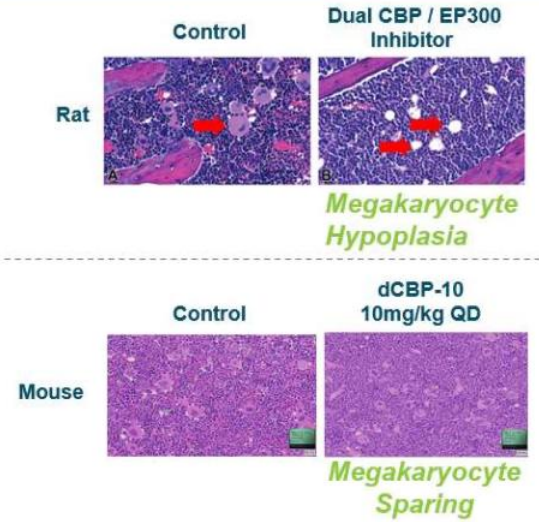 Control
Dual CBP / EP300
Inhibitor
Rat
A
B
Megakaryocyte
Hypoplasia
Control
dCBP-10
10mg/kg QD
Mouse
Megakaryocyte
Sparing